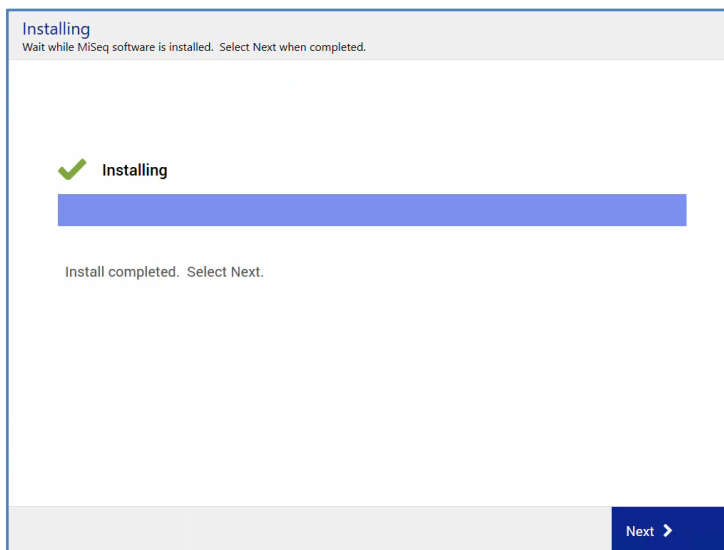 Installing
Wait while MiSeq software is installed.  Select Next when completed.
Installing
Install completed.  Select Next.
Next